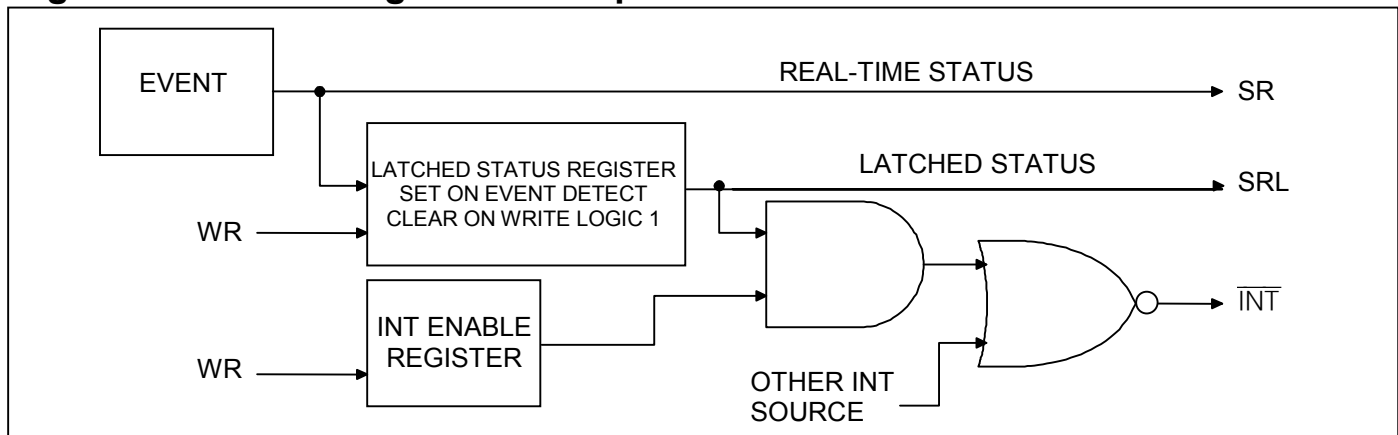 EVENT
REAL-TIME STATUS
SR
LATCHED STATUS REGISTER
SET ON EVENT DETECT
CLEAR ON WRITE LOGIC 1
LATCHED STATUS
SRL
WR
INT ENABLE
REGISTER
WR
OTHER INT
SOURCE
INT